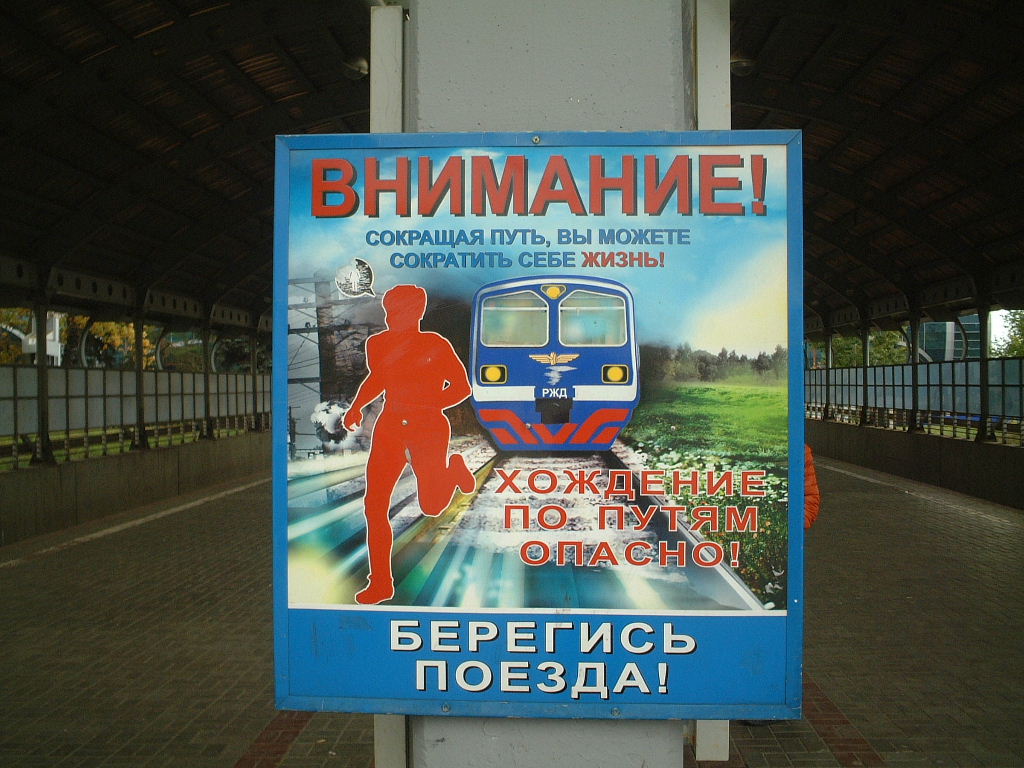 ВНИМАНИЕ!
СОКРАЩАЯ ПУТЬ, ВЫ МОЖЕТЕ
СОКРАТИТЬ СЕБЕ ЖИЗНЬ!
РЖД
ХОЖДЕНИЕ
ПО ПУТЯМ
ОПАСНО!
БЕРЕГИСЬ
ПОЕЗДА!